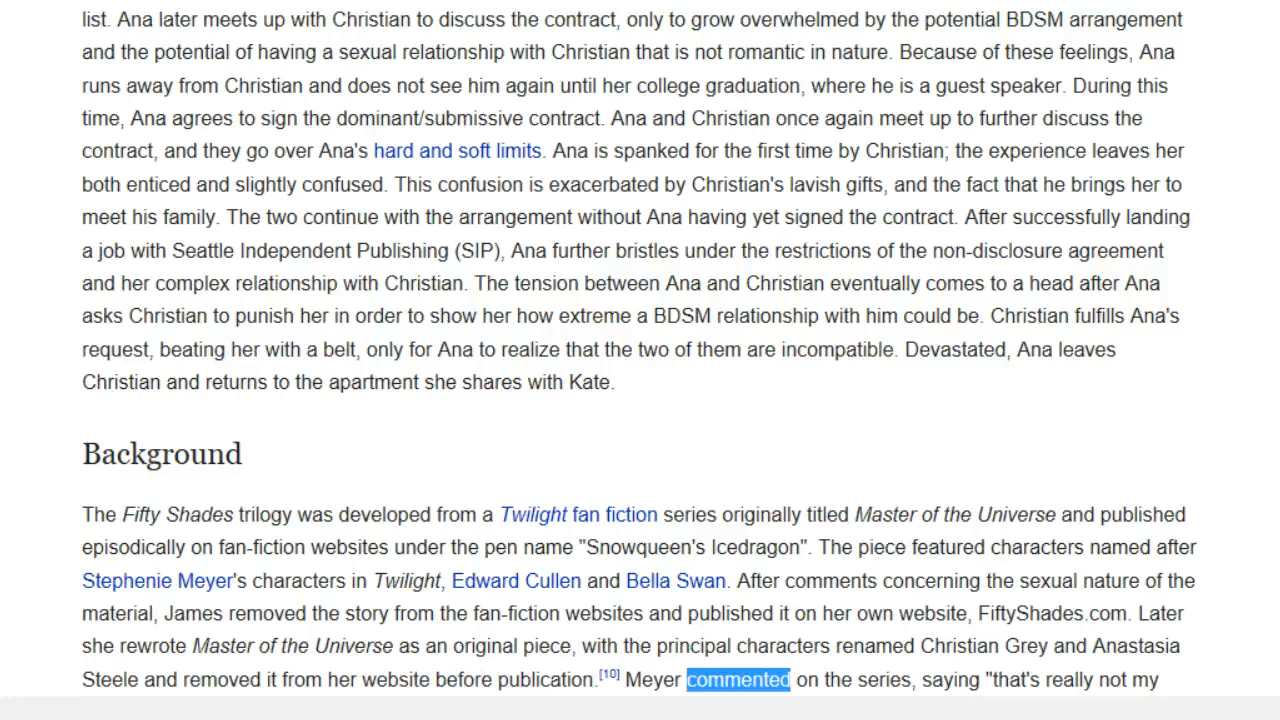 list. Ana later meets up with Christian to discuss the contract, only to grow overwhelmed by the potential BDSM arrangement
and the potential of having a sexual relationship with Christian that is not romantic in nature. Because of these feelings, Ana
runs away from Christian and does not see him again until her college graduation, where he is a guest speaker. During this
time, Ana agrees to sign the dominant/submissive contract. Ana and Christian once again meet up to further discuss the
contract, and they go over Ana's hard and soft limits. Ana is spanked for the first time by Christian; the experience leaves her
both enticed and slightly confused. This confusion is exacerbated by Christian's lavish gifts, and the fact that he brings her to
meet his family. The two continue with the arrangement without Ana having yet signed the contract. After successfully landing
a job with Seattle Independent Publishing (SIP), Ana further bristles under the restrictions of the non-disclosure agreement
and her complex relationship with Christian. The tension between Ana and Christian eventually comes to a head after Ana
asks Christian to punish her in order to show her how extreme a BDSM relationship with him could be. Christian fulfills Ana's
request, beating her with a belt, only for Ana to realize that the two of them are incompatible. Devastated, Ana leaves
Christian and returns to the apartment she shares with Kate.
Background
The Fifty Shades trilogy was developed from a Twilight fan fiction series originally titled Master of the Universe and published
episodically on fan-fiction websites under the pen name "Snowqueen's Icedragon". The piece featured characters named after
Stephenie Meyer's characters in Twilight, Edward Cullen and Bella Swan. After comments concerning the sexual nature of the
material, James removed the story from the fan-fiction websites and published it on her own website, FiftyShades.com. Later
she rewrote Master of the Universe as an original piece, with the principal characters renamed Christian Grey and Anastasia
Steele and removed it from her website before publication.[10] Meyer commented on the series, saying "that's really not my